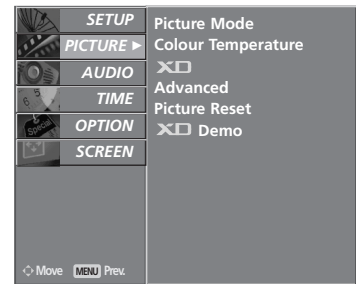 SETUP
PICTURE ►
AUDIO
TIME
OPTION
SCREEN
Move MENU Prev.
Picture Mode
Colour Temperature
XD
Advanced
Picture Reset
XD Demo
Special